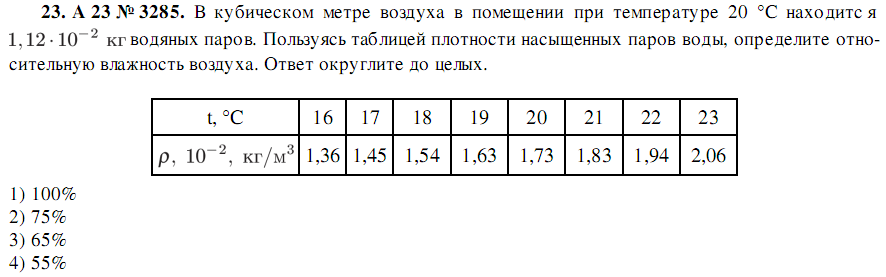 23. A 23 № 3285. В кубическом метре воздуха в помещении при температуре 20 °C находится
1,12·10⁻² кг водяных паров. Пользуясь таблицей плотности насыщенных паров воды, определите отно-
сительную влажность воздуха. Ответ округлите до целых.
t, °C 16 17 18 19 20 21 22 23
ρ, 10⁻², кг/м³ 1,36 1,45 1,54 1,63 1,73 1,83 1,94 2,06
1) 100%
2) 75%
3) 65%
4) 55%